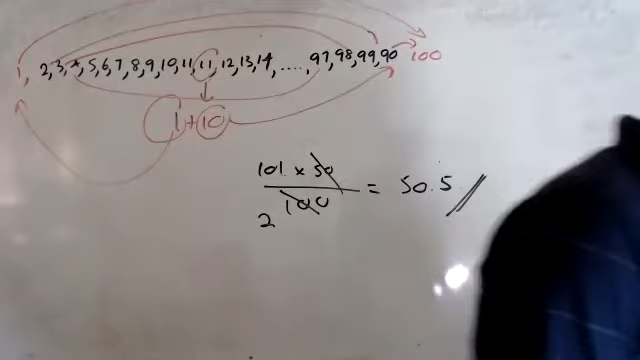 1, 2,3,4,5,6,7,8,9,10,11,11,12,13,14, ...., 97,98,99,90 100
1+10
101 x 50
2 100
= 50.5